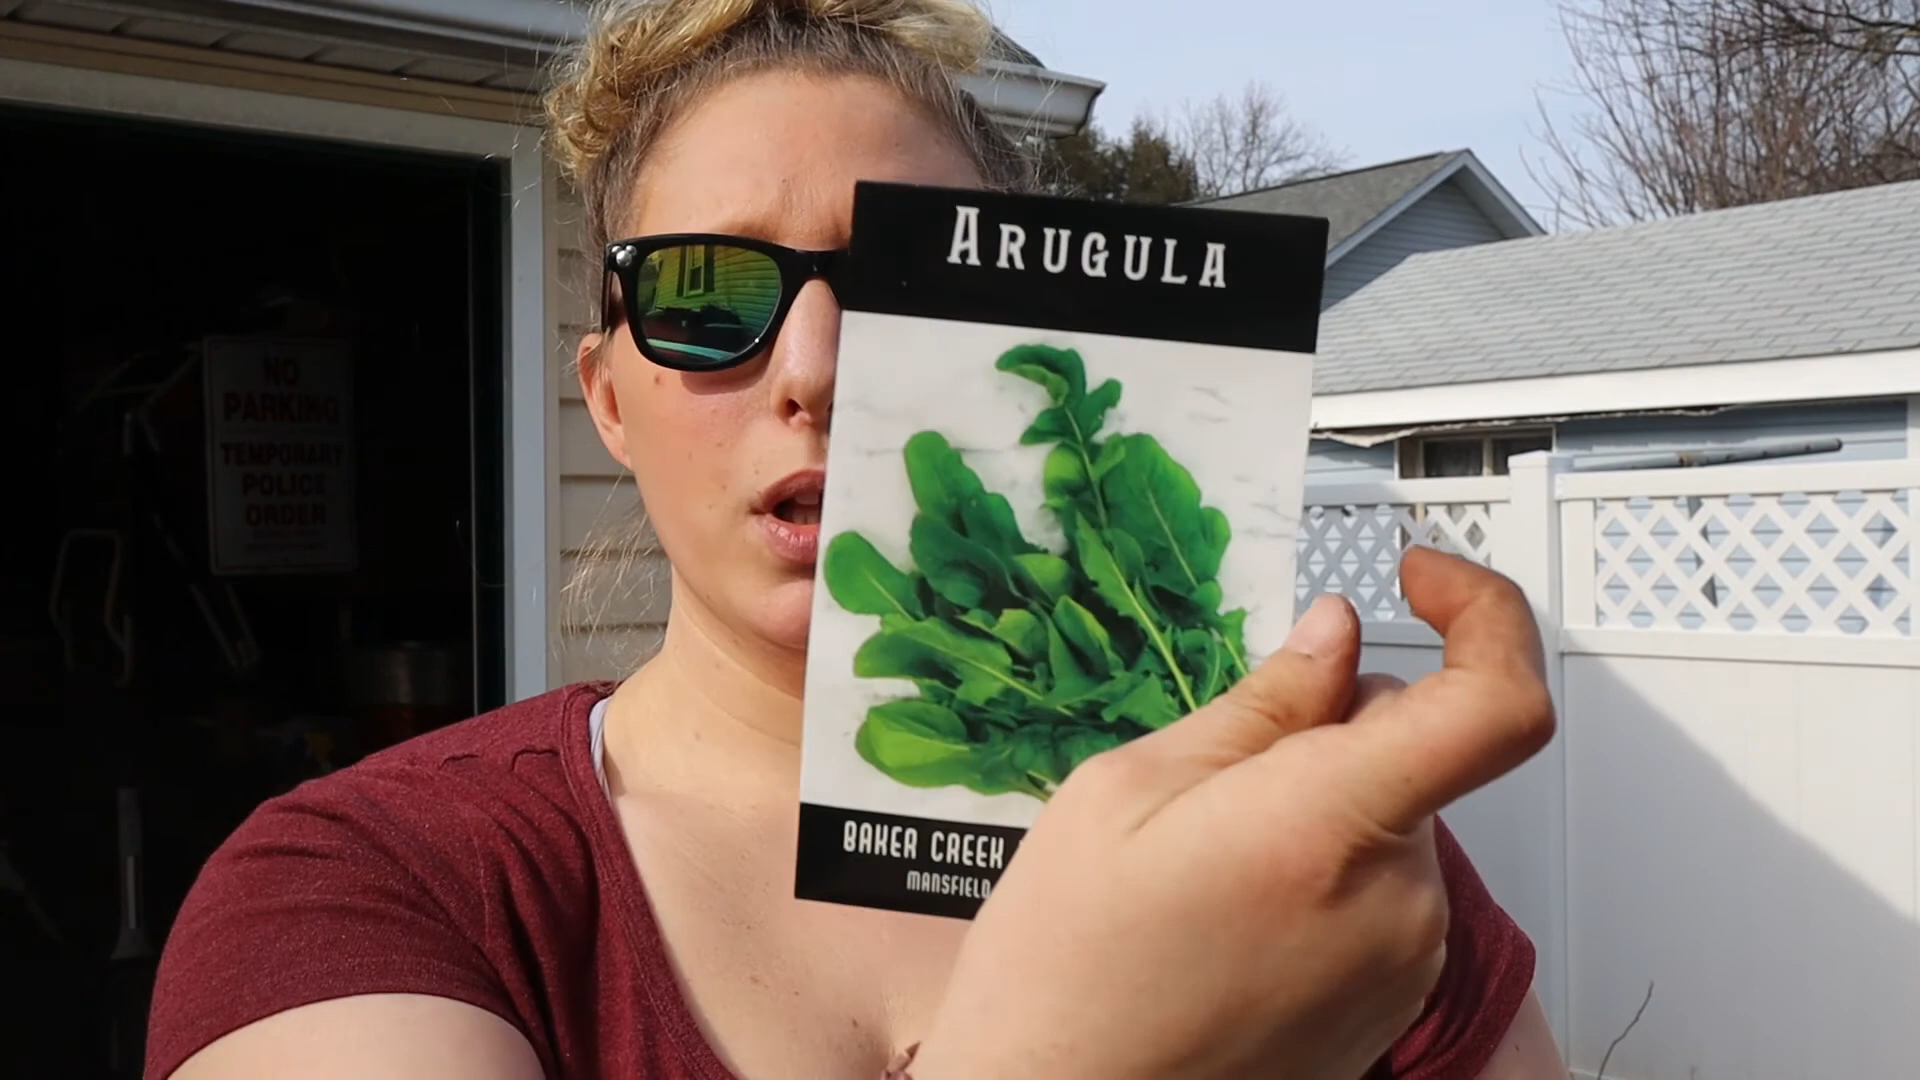 ARUGULA
BAKER CREEK
MANSFIELD
NO
PARKING
TEMPORARY
POLICE
ORDER